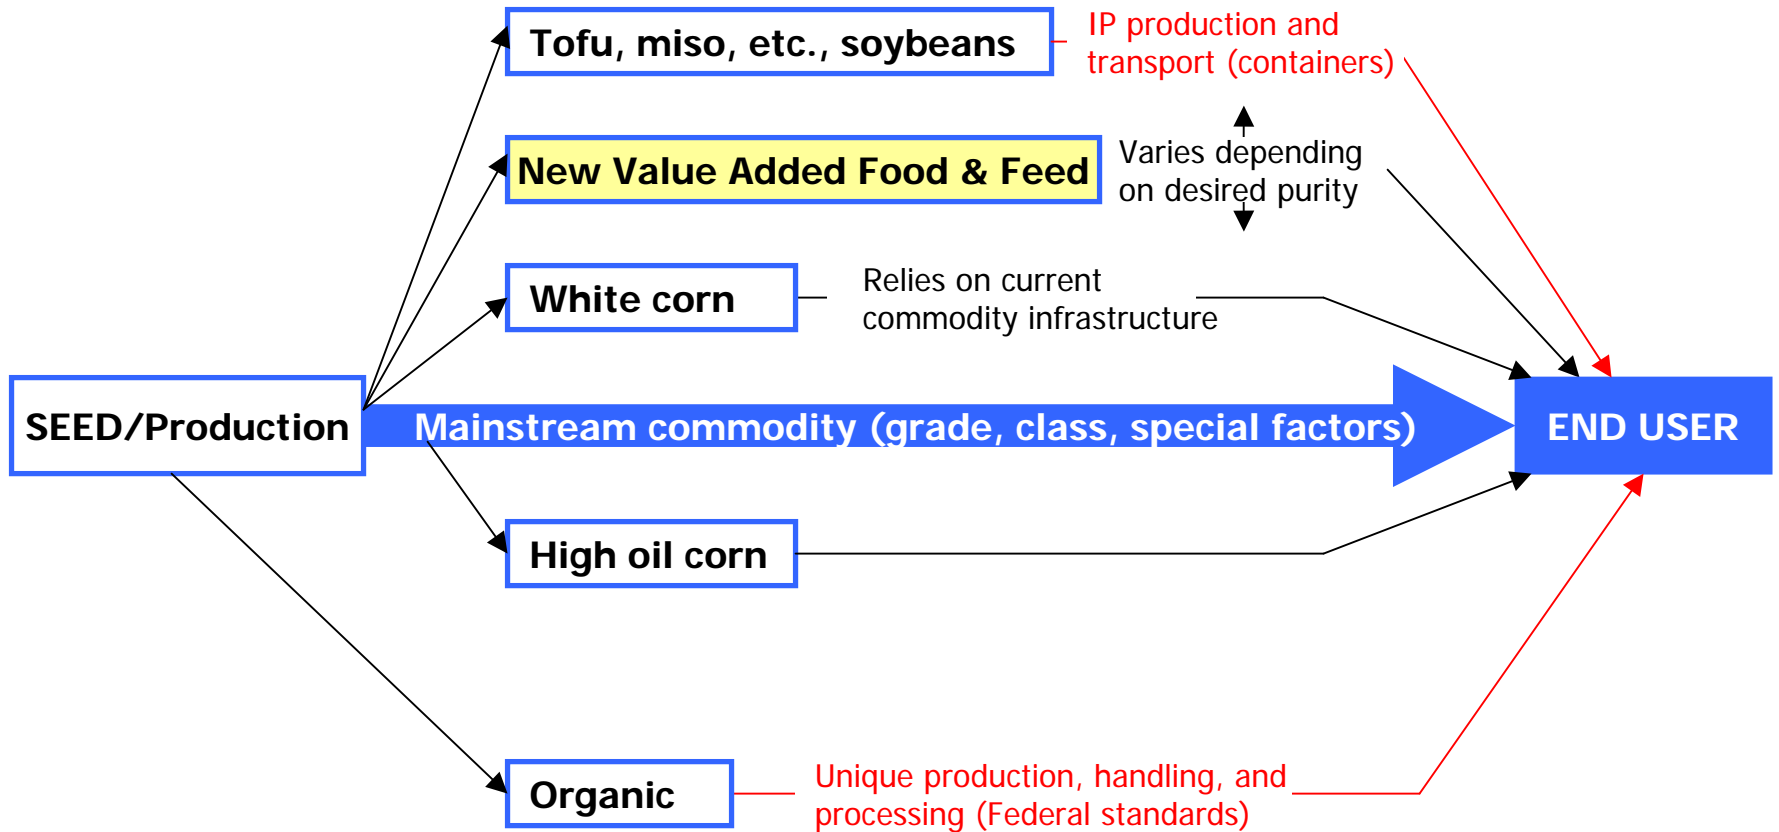 Tofu, miso, etc., soybeans
IP production and
transport (containers)
New Value Added Food & Feed
Varies depending
on desired purity
White corn
Relies on current
commodity infrastructure
SEED/Production
Mainstream commodity (grade, class, special factors)
END USER
High oil corn
Organic
Unique production, handling, and
processing (Federal standards)